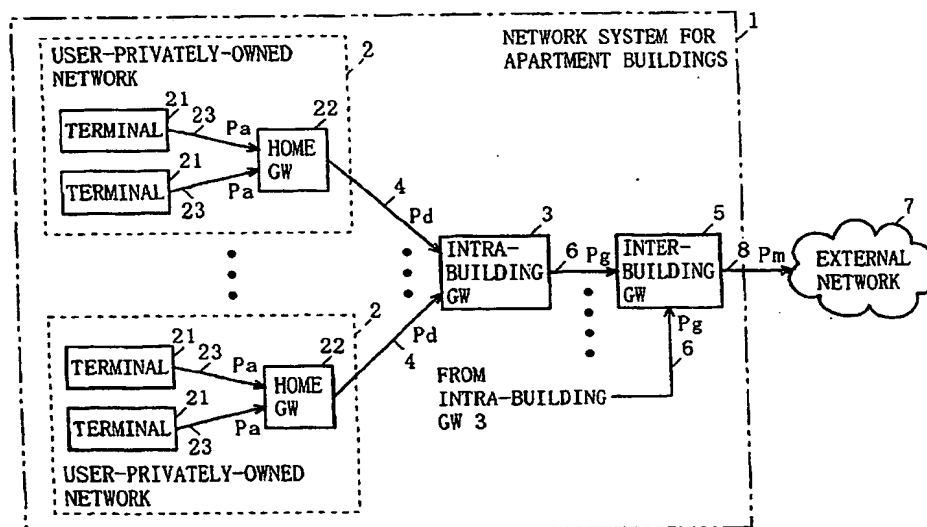 1
NETWORK SYSTEM FOR
APARTMENT BUILDINGS
USER-PRIVATELY-OWNED
NETWORK
2
21
TERMINAL
23
Pa
22
HOME
GW
21
TERMINAL
23
Pa
4
Pd
3
INTRA-
BUILDING
GW
6
Pg
5
INTER-
BUILDING
GW
8
Pm
7
EXTERNAL
NETWORK
2
21
TERMINAL
23
Pa
22
HOME
GW
21
TERMINAL
23
Pa
Pd
4
Pg
6
FROM
INTRA-BUILDING
GW 3
USER-PRIVATELY-OWNED
NETWORK